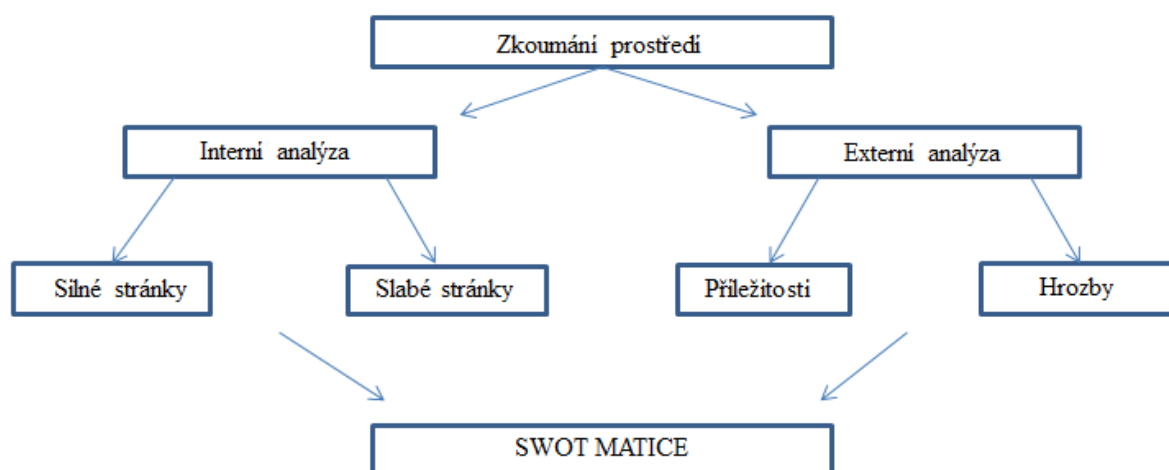 Zkoumání prostředí
Interní analýza
Externí analýza
Silné stránky
Slabé stránky
Příležitosti
Hrozby
SWOT MATICE